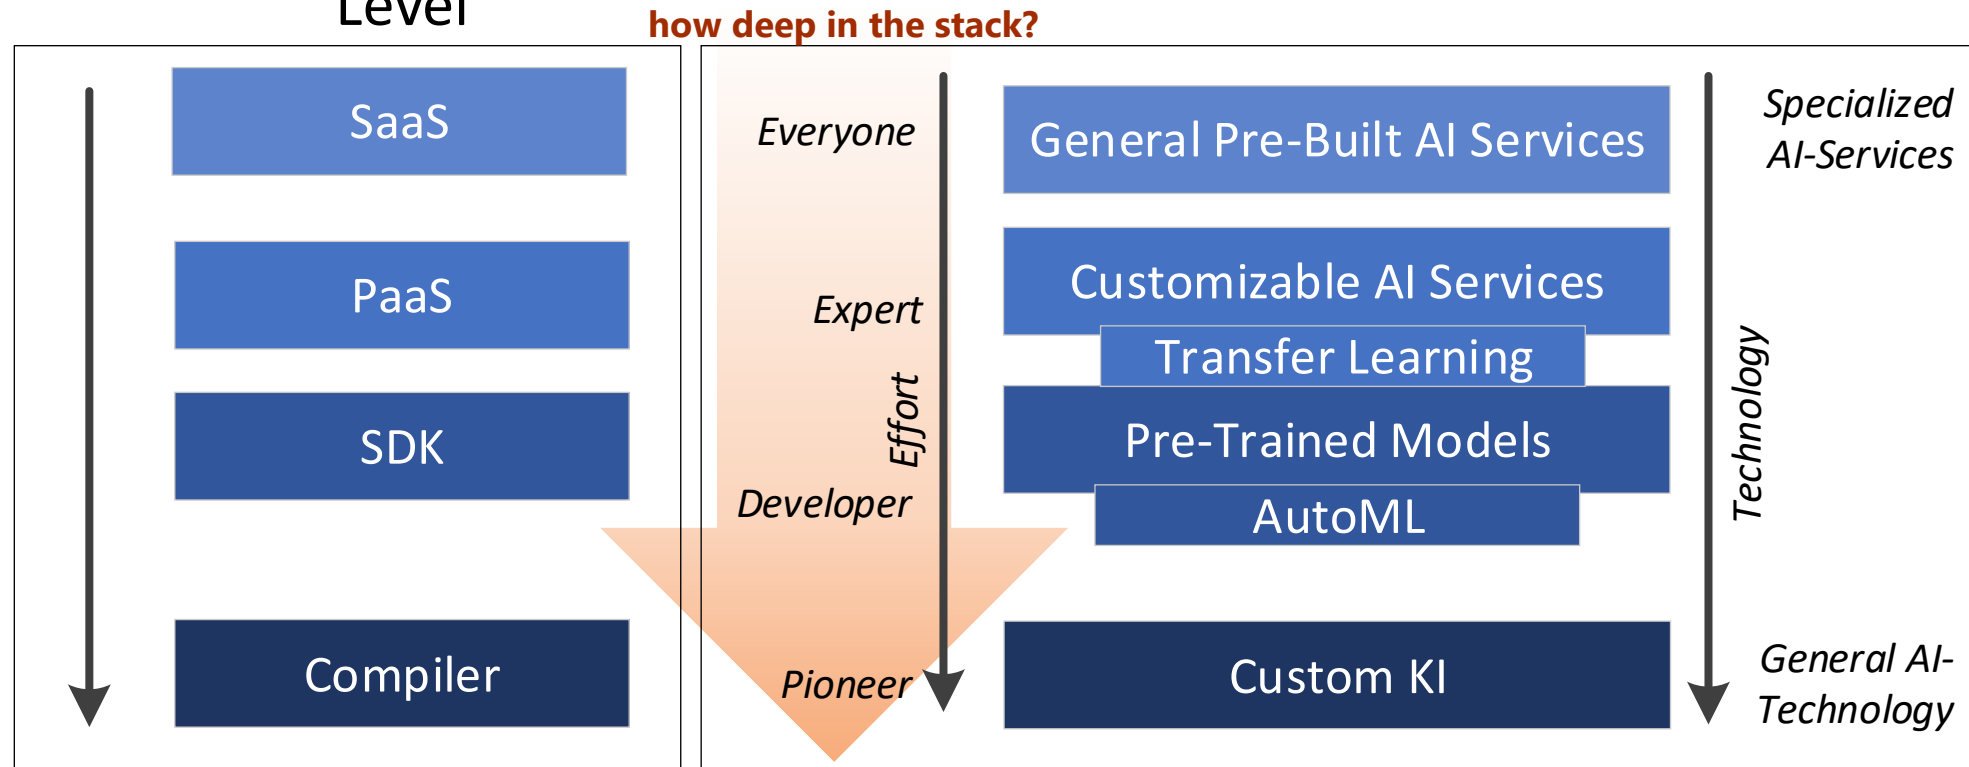 Level
how deep in the stack?
SaaS
PaaS
SDK
Compiler
Everyone
Expert
Effort
Developer
Pioneer
General Pre-Built AI Services
Customizable AI Services
Transfer Learning
Pre-Trained Models
AutoML
Custom KI
Specialized
AI-Services
Technology
General AI-
Technology